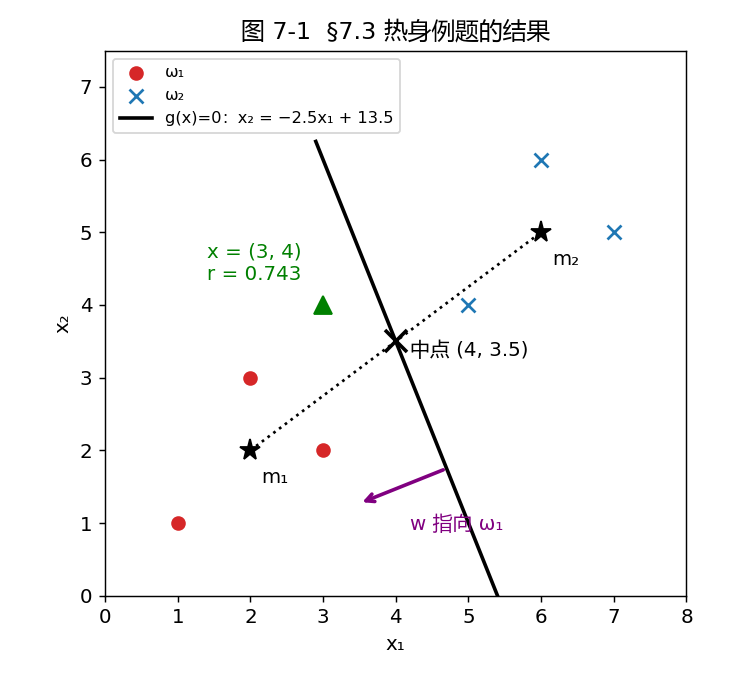 图 7-1 §7.3 热身例题的结果
ω₁
ω₂
g(x)=0: x₂ = −2.5x₁ + 13.5
x = (3, 4)
r = 0.743
m₂
中点 (4, 3.5)
m₁
w 指向 ω₁
7
6
5
4
3
2
1
0
x₂
0 1 2 3 4 5 6 7 8
x₁